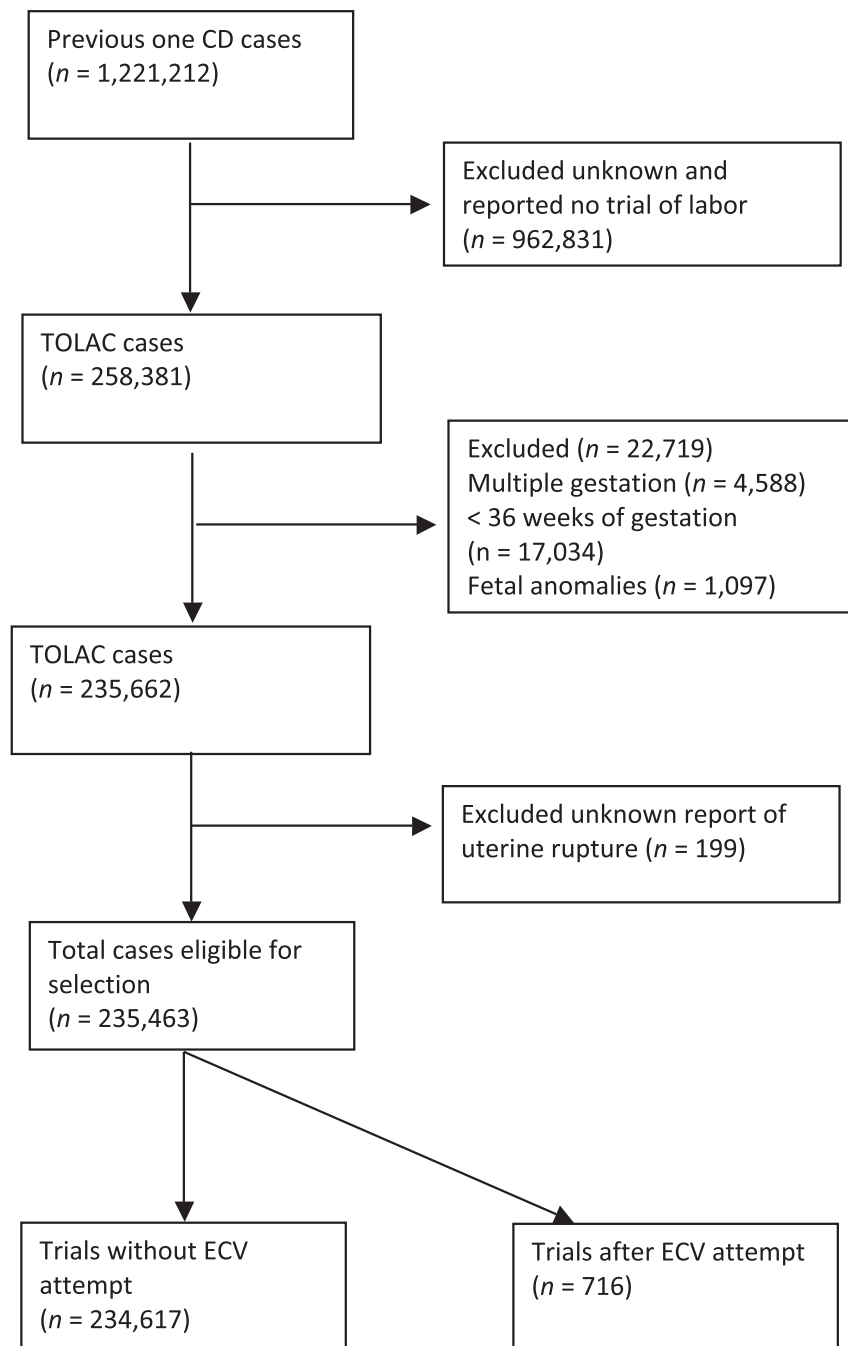 Previous one CD cases
(n = 1,221,212)
Excluded unknown and
reported no trial of labor
(n = 962,831)
TOLAC cases
(n = 258,381)
Excluded (n = 22,719)
Multiple gestation (n = 4,588)
< 36 weeks of gestation
(n = 17,034)
Fetal anomalies (n = 1,097)
TOLAC cases
(n = 235,662)
Excluded unknown report of
uterine rupture (n = 199)
Total cases eligible for
selection
(n = 235,463)
Trials without ECV
attempt
(n = 234,617)
Trials after ECV attempt
(n = 716)